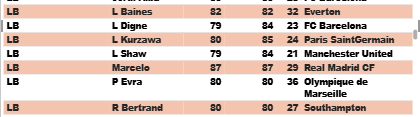 LB L Baines 82 82 32 Everton
LB L Digne 79 84 23 FC Barcelona
LB L Kurzawa 80 85 24 Paris SaintGermain
LB L Shaw 79 84 21 Manchester United
LB Marcelo 87 87 29 Real Madrid CF
LB P Evra 80 80 36 Olympique de
Marseille
LB R Bertrand 80 80 27 Southampton